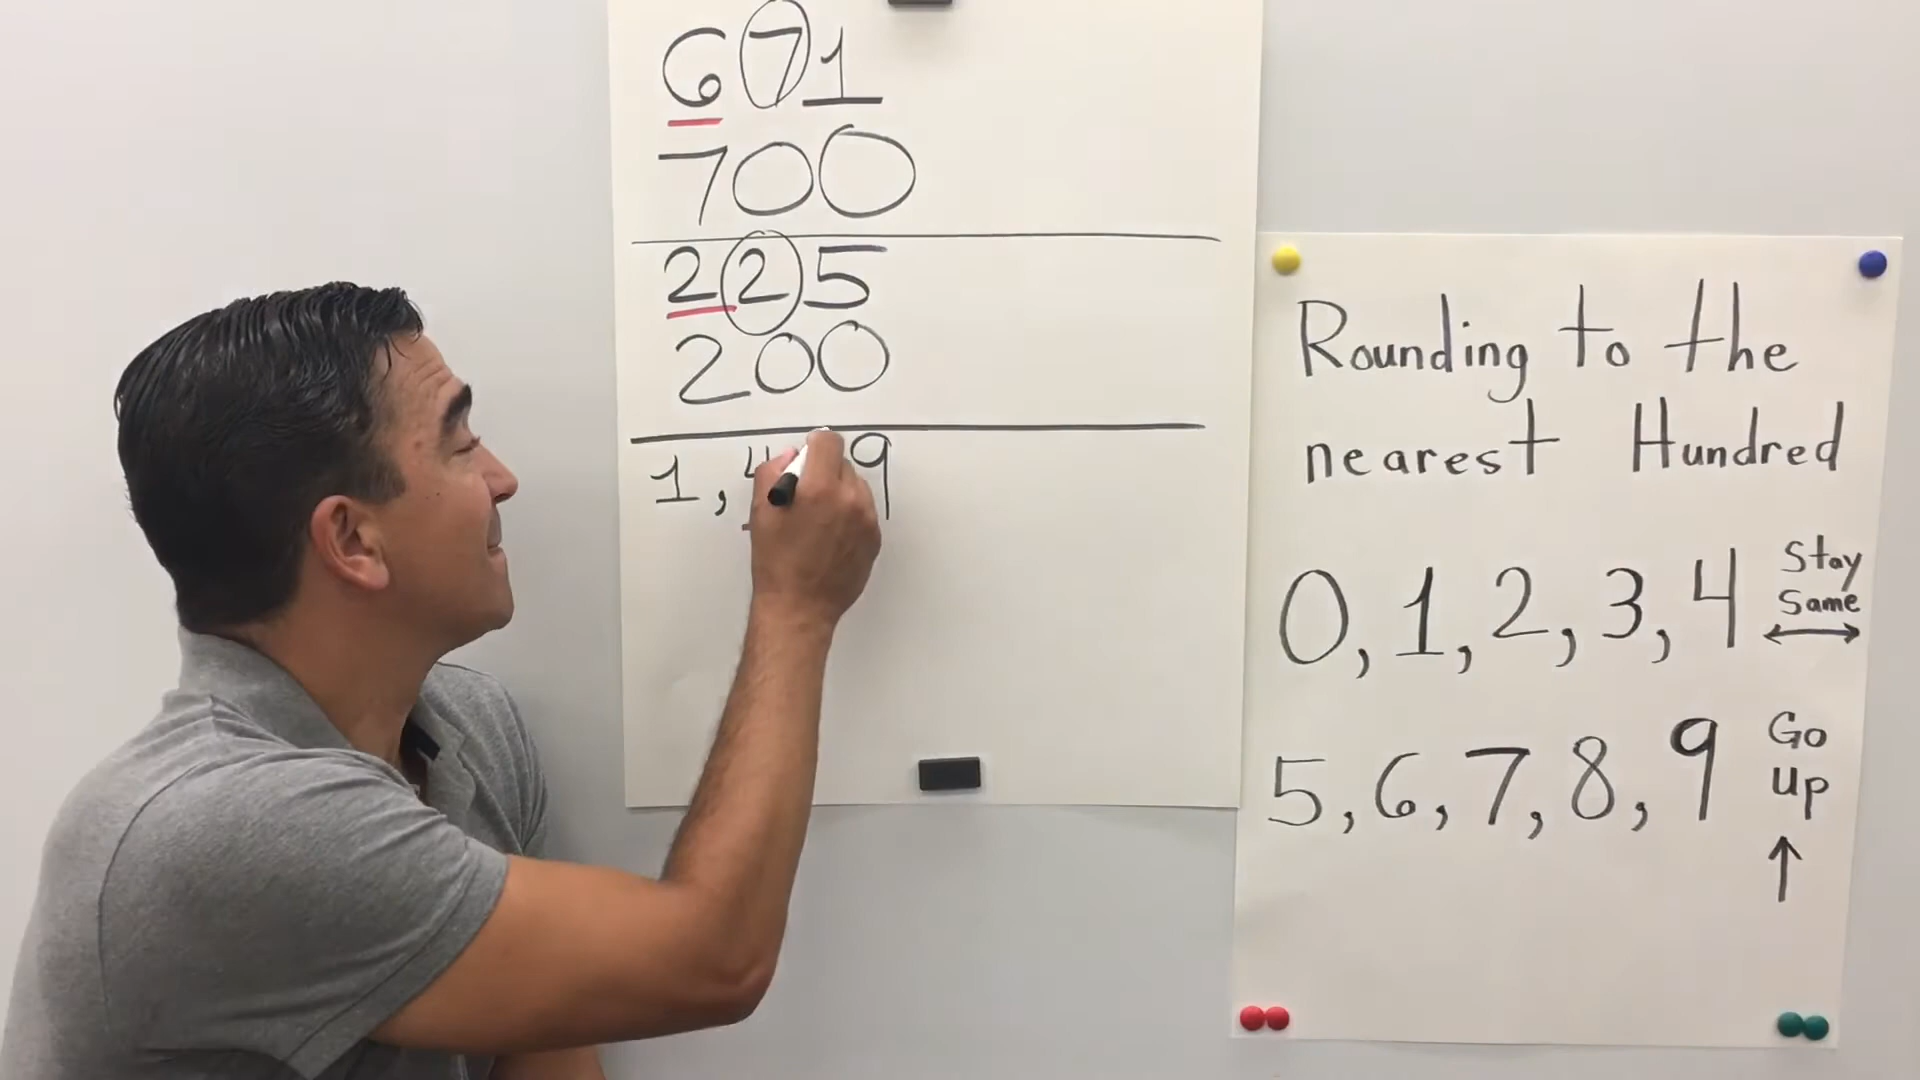 671
700
225
200
1,4 9
Rounding to the
nearest Hundred
0, 1, 2, 3, 4 Stay Same
5, 6, 7, 8, 9 Go Up